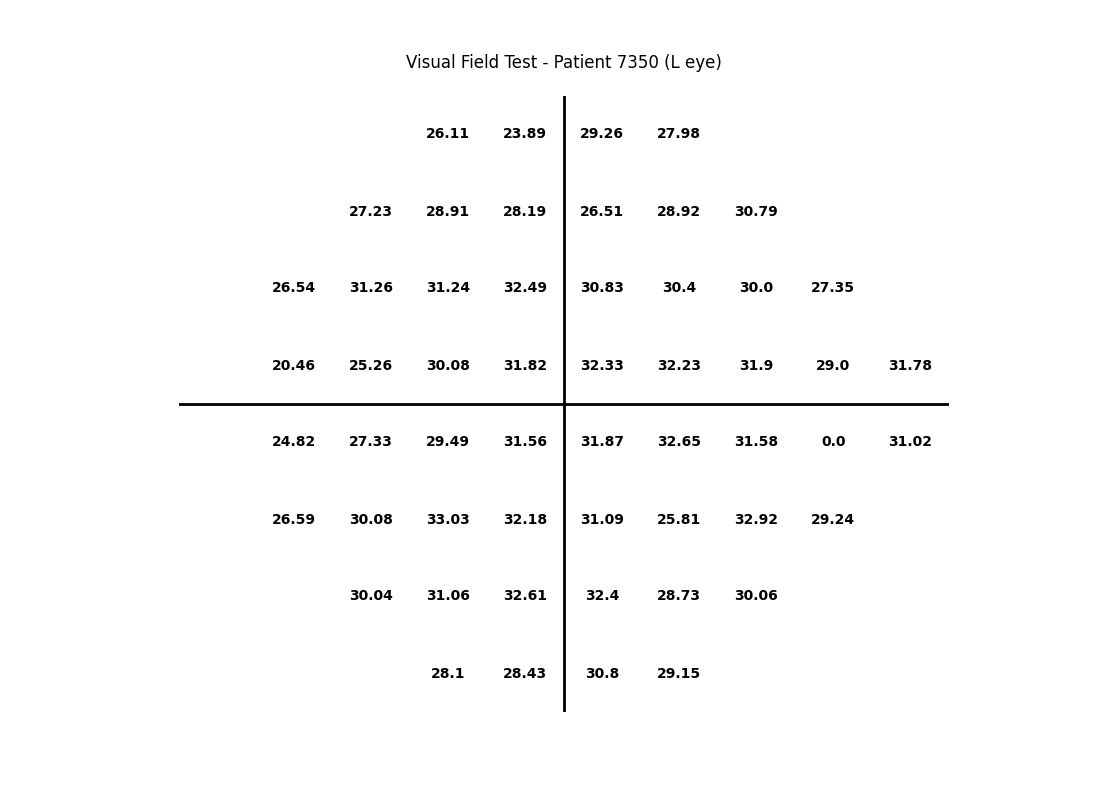 Visual Field Test - Patient 7350 (L eye)
26.11 23.89 29.26 27.98
27.23 28.91 28.19 26.51 28.92 30.79
26.54 31.26 31.24 32.49 30.83 30.4 30.0 27.35
20.46 25.26 30.08 31.82 32.33 32.23 31.9 29.0 31.78
24.82 27.33 29.49 31.56 31.87 32.65 31.58 0.0 31.02
26.59 30.08 33.03 32.18 31.09 25.81 32.92 29.24
30.04 31.06 32.61 32.4 28.73 30.06
28.1 28.43 30.8 29.15